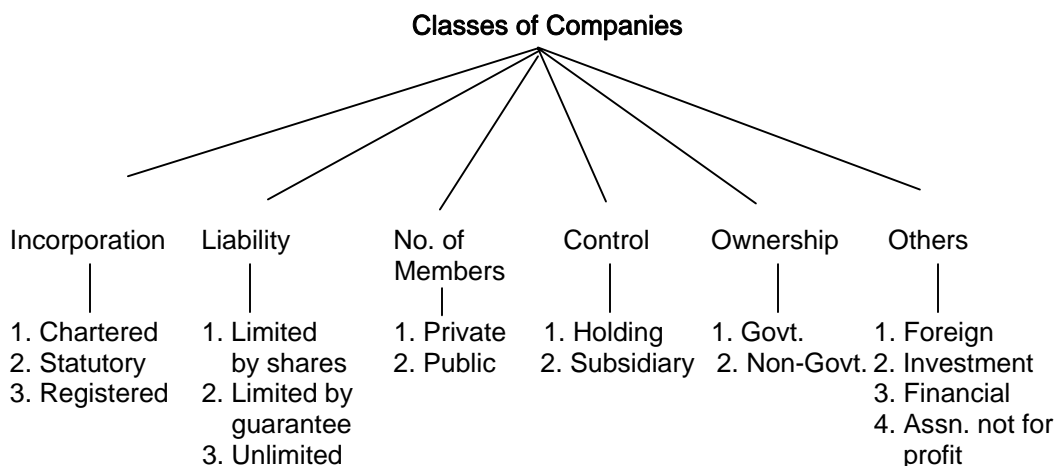 Classes of Companies
Incorporation
1. Chartered
2. Statutory
3. Registered
Liability
1. Limited
by shares
2. Limited by
guarantee
3. Unlimited
No. of
Members
1. Private
2. Public
Control
1. Holding
2. Subsidiary
Ownership
1. Govt.
2. Non-Govt.
Others
1. Foreign
2. Investment
3. Financial
4. Assn. not for
profit